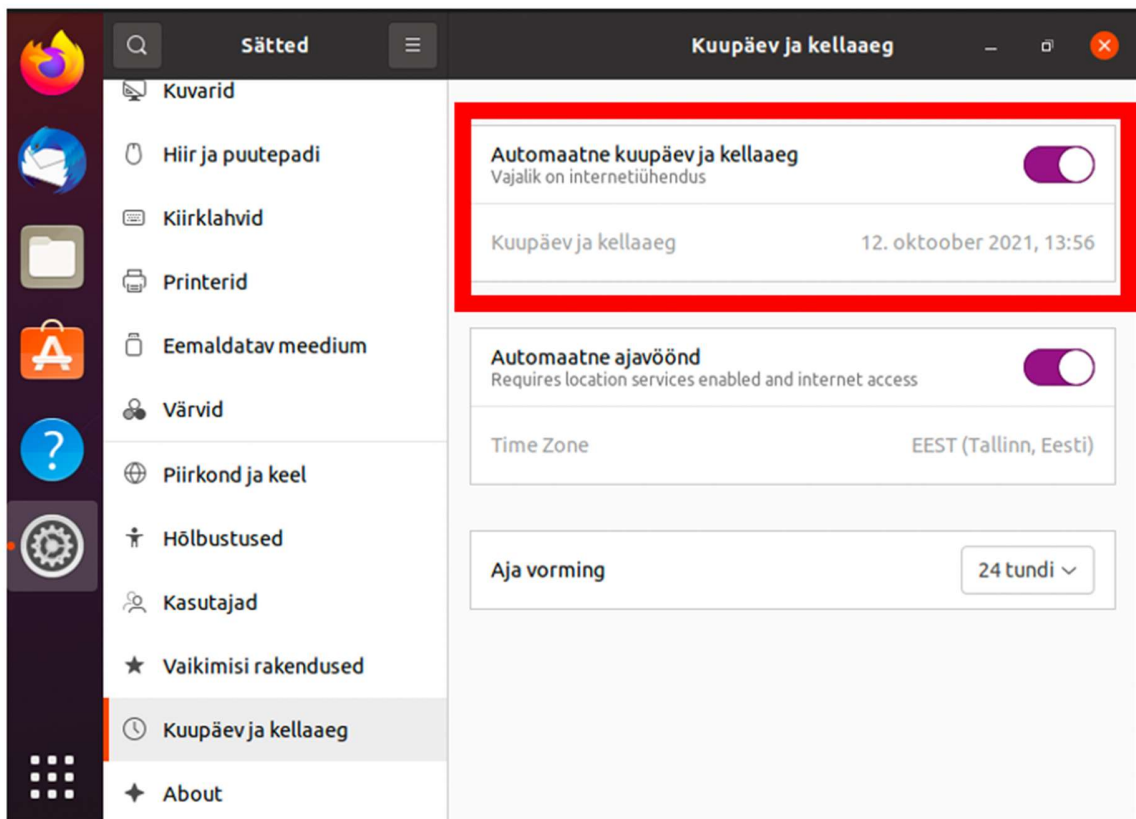 Sätted
Kuupäev ja kellaaeg
Kuvarid
Hiir ja puutepadi
Kiirklahvid
Printerid
Eemaldatav meedium
Värvid
Piirkond ja keel
Hõlbustused
Kasutajad
Vaikimisi rakendused
Kuupäev ja kellaaeg
About
Automaatne kuupäev ja kellaaeg
Vajalik on internetiühendus
Kuupäev ja kellaaeg 12. oktoober 2021, 13:56
Automaatne ajavöönd
Requires location services enabled and internet access
Time Zone EEST (Tallinn, Eesti)
Aja vorming 24 tundi